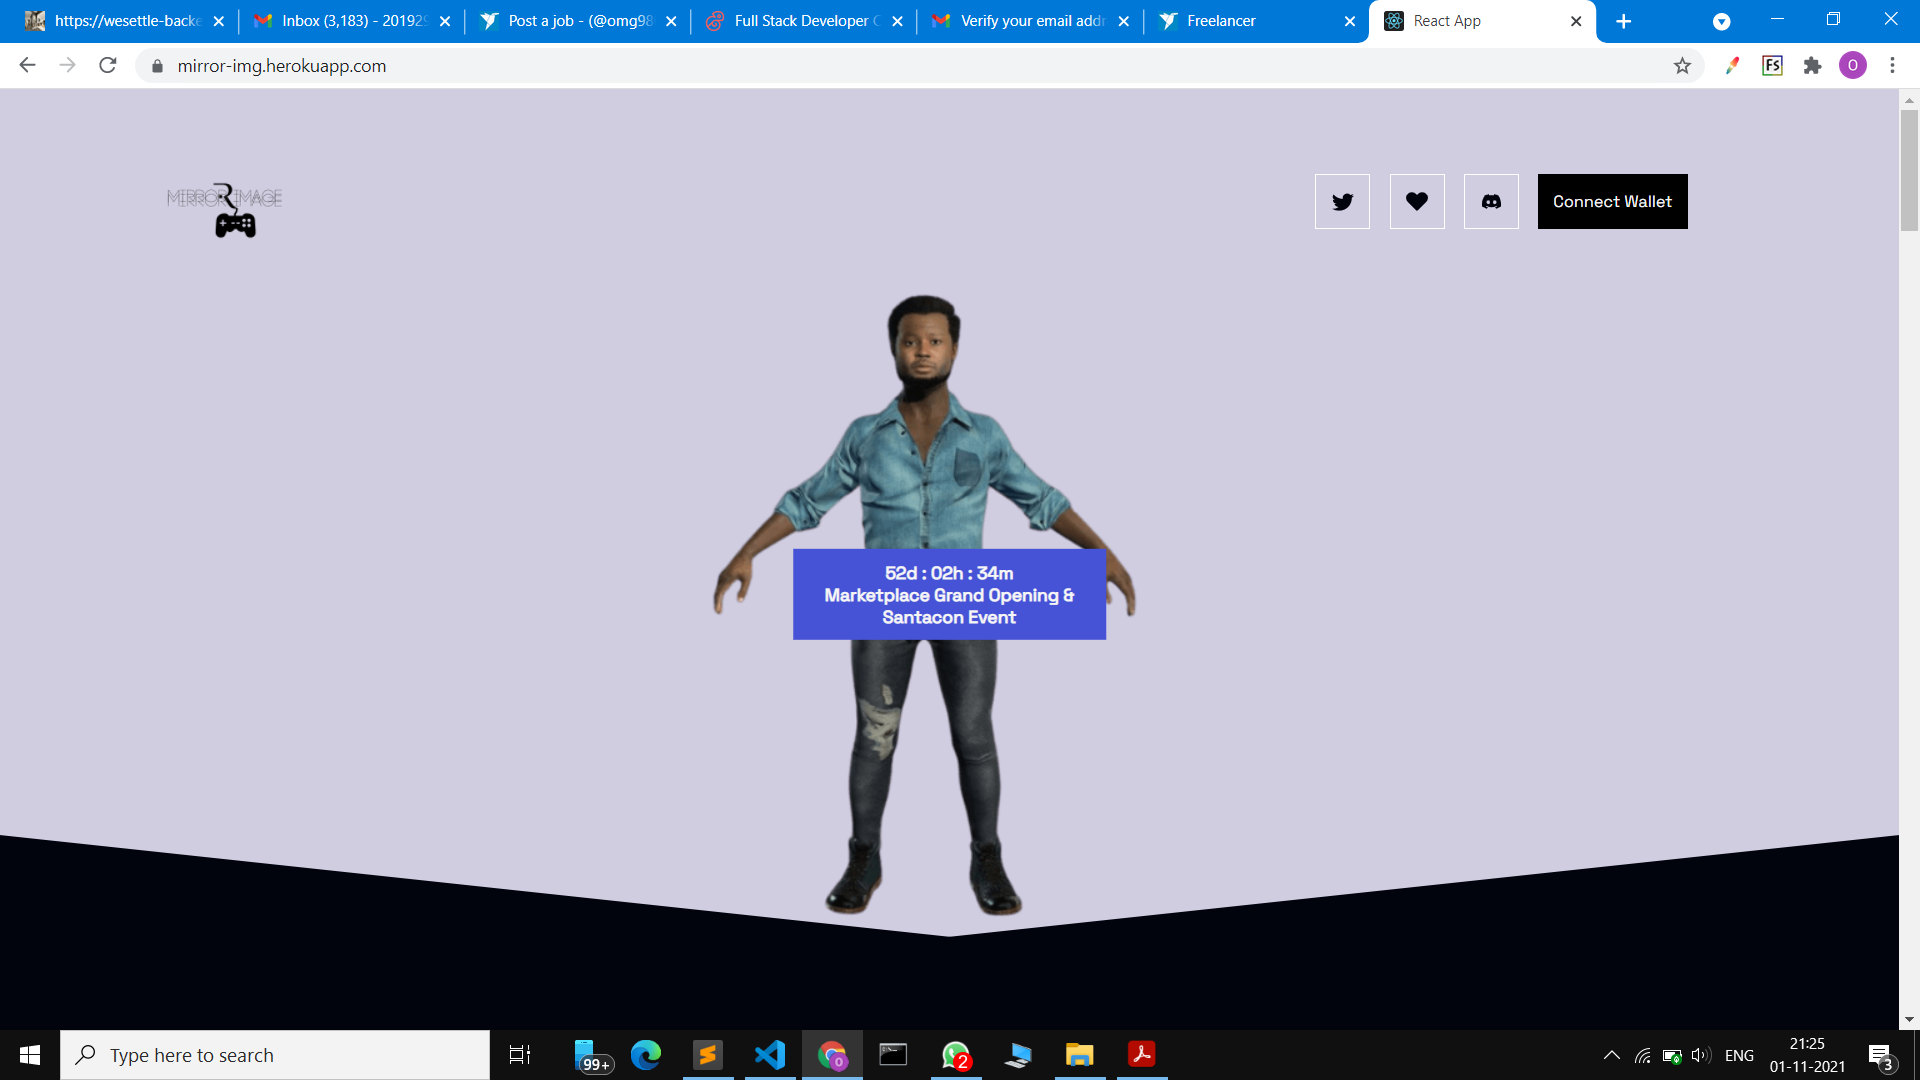 https://wesettle-backe
Inbox (3,183) - 201929
Post a job - (@omg98
Full Stack Developer C
Verify your email addr
Freelancer
React App
mirror-img.herokuapp.com
FS
O
MIRROR IMAGE
R
Connect Wallet
52d : 02h : 34m
Marketplace Grand Opening &
Santacon Event
Type here to search
99+
O
2
ENG
21:25
01-11-2021
3